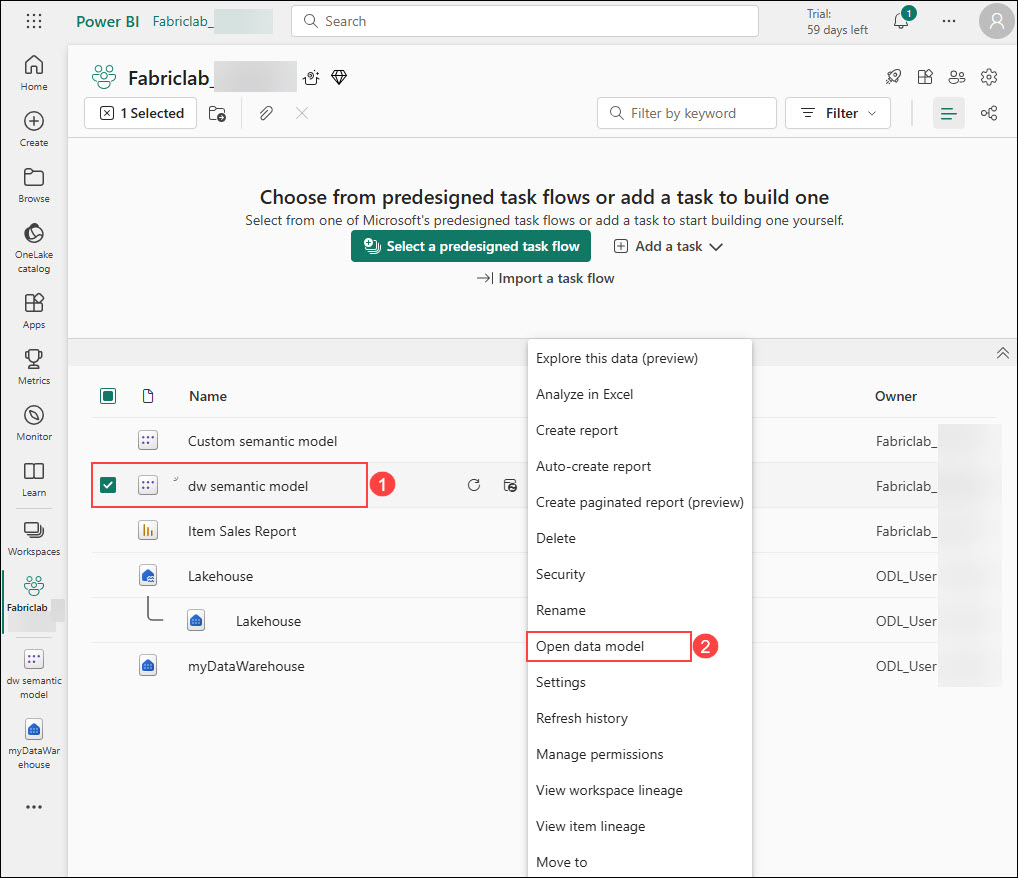 Power BI Fabriclab_
Search
Trial:
59 days left
1
Home
Create
Browse
OneLake
catalog
Apps
Metrics
Monitor
Learn
Workspaces
Fabriclab
dw semantic
model
myDataWar
ehouse
Fabriclab_
1 Selected
Filter by keyword
Filter
Choose from predesigned task flows or add a task to build one
Select from one of Microsoft's predesigned task flows or add a task to start building one yourself.
Select a predesigned task flow
Add a task
Import a task flow
Name
Owner
Custom semantic model
Fabriclab_
dw semantic model
1
Fabriclab_
Item Sales Report
Fabriclab_
Lakehouse
ODL_User
Lakehouse
ODL_User
myDataWarehouse
ODL_User
Explore this data (preview)
Analyze in Excel
Create report
Auto-create report
Create paginated report (preview)
Delete
Security
Rename
Open data model
2
Settings
Refresh history
Manage permissions
View workspace lineage
View item lineage
Move to